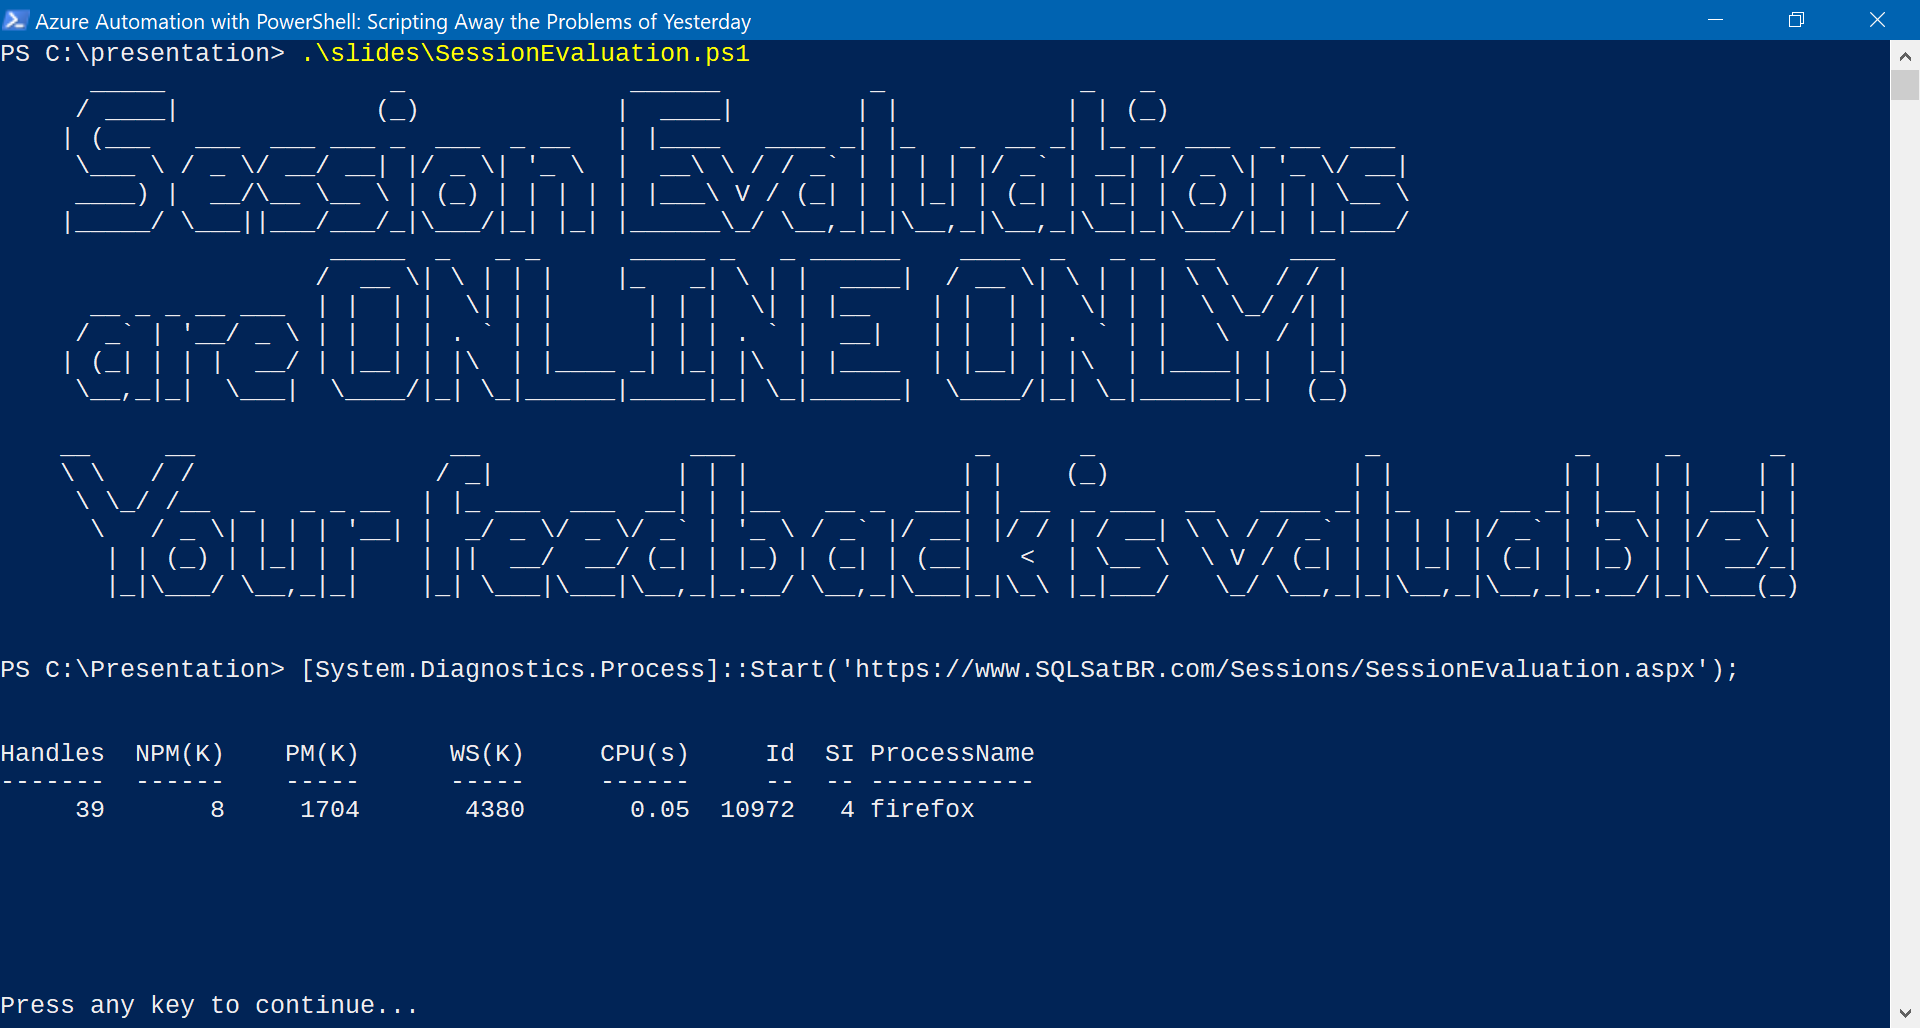 Azure Automation with PowerShell: Scripting Away the Problems of Yesterday
PS C:\presentation> .\slides\SessionEvaluation.ps1
Session Evaluations
are ONLINE ONLY!
Your feedback is valuable!
PS C:\Presentation> [System.Diagnostics.Process]::Start('https://www.SQLSatBR.com/Sessions/SessionEvaluation.aspx');
Handles  NPM(K)    PM(K)      WS(K)     CPU(s)     Id  SI ProcessName
-------  ------    -----      -----     ------     --  -- -----------
     39       8     1704       4380       0.05  10972   4 firefox
Press any key to continue...